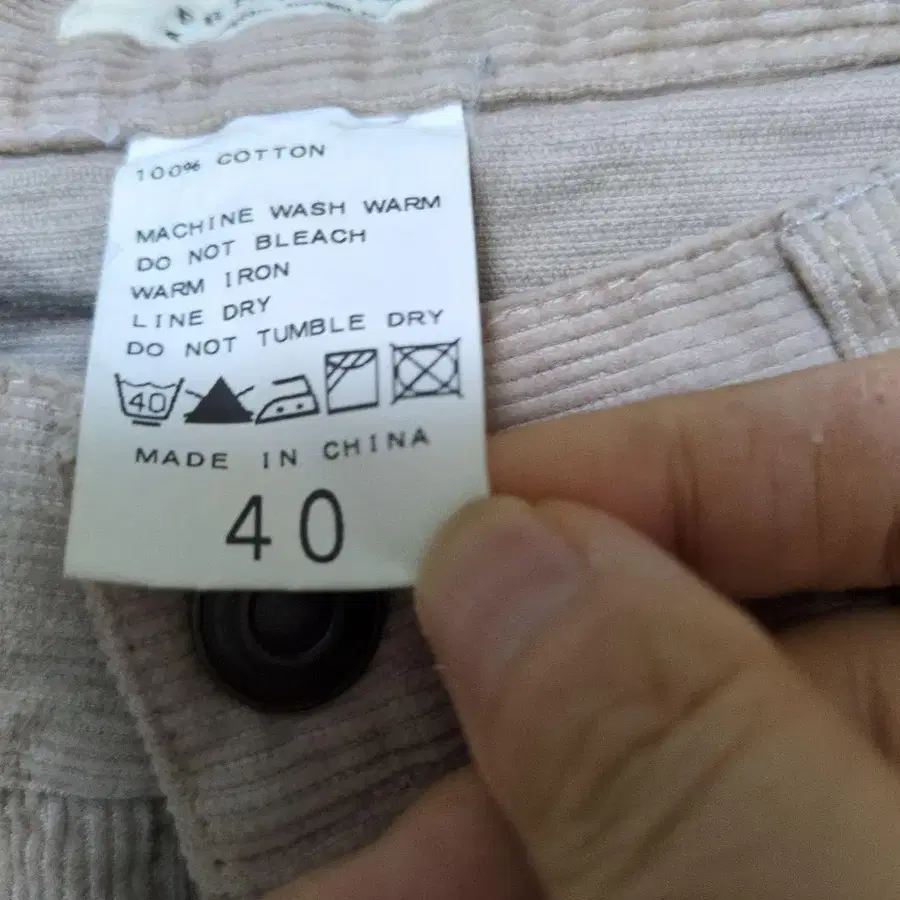 100% COTTON
MACHINE WASH WARM
DO NOT BLEACH
WARM IRON
LINE DRY
DO NOT TUMBLE DRY
40
MADE IN CHINA
40